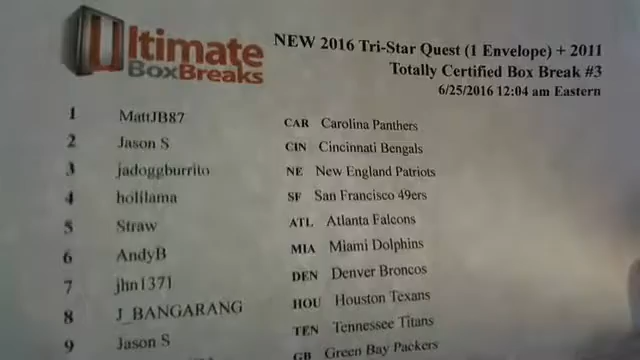 Ultimate
BoxBreaks
NEW 2016 Tri-Star Quest (1 Envelope) + 2011
Totally Certified Box Break #3
6/25/2016 12:04 am Eastern
1 MattJB87 CAR Carolina Panthers
2 Jason S CIN Cincinnati Bengals
3 jadoggburrito NE New England Patriots
4 holilama SF San Francisco 49ers
5 Straw ATL Atlanta Falcons
6 AndyB MIA Miami Dolphins
7 jhn1371 DEN Denver Broncos
8 J_BANGARANG HOU Houston Texans
9 Jason S TEN Tennessee Titans
GB Green Bay Packers